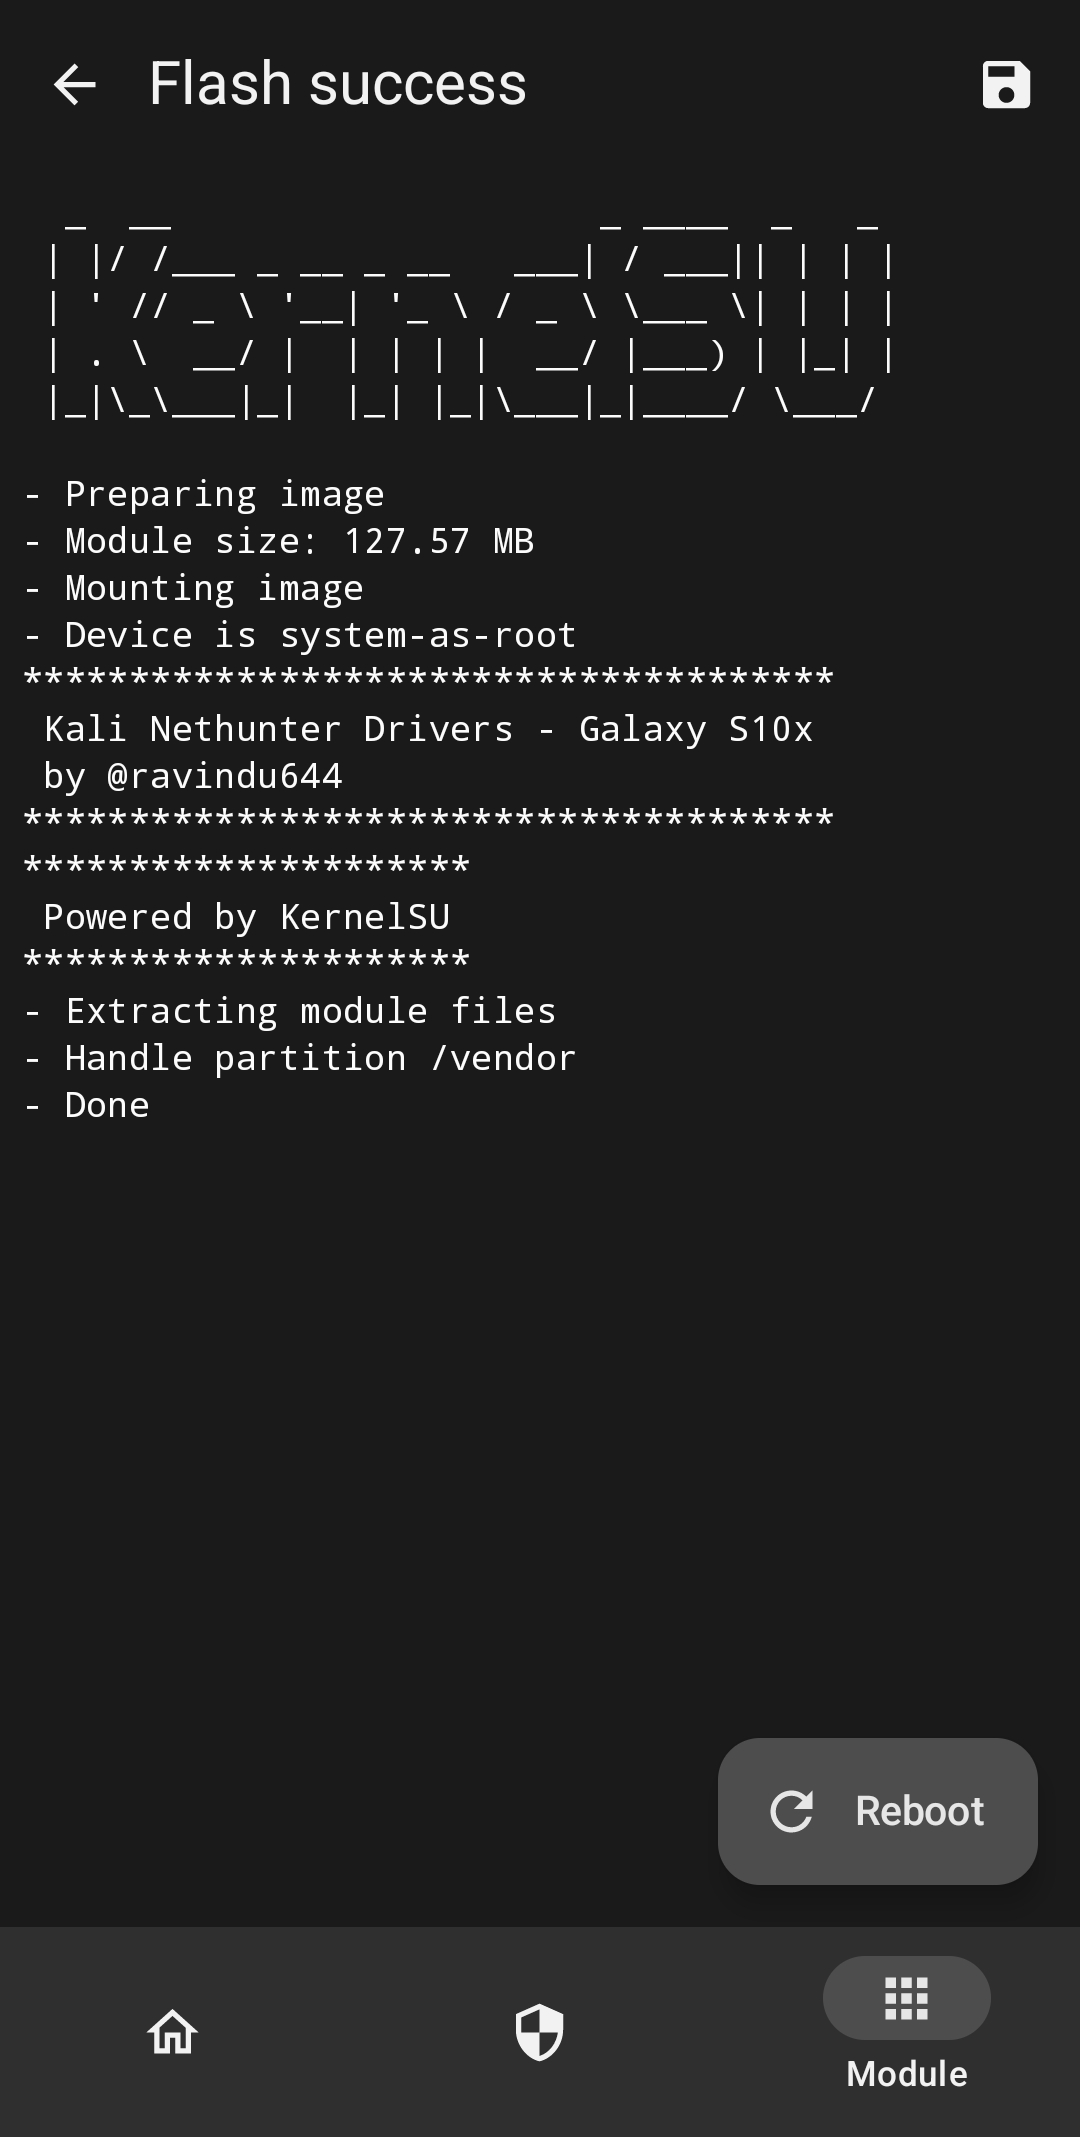 Flash success
  _  __                    _ ____  _   _
 | |/ /___ _ __ _ __   ___| / ___|| | | |
 | ' // _ \ '__| '_ \ / _ \ \___ \| | | |
 | . \  __/ |  | | | |  __/ |___) | |_| |
 |_|\_\___|_|  |_| |_|\___|_|____/ \___/
- Preparing image
- Module size: 127.57 MB
- Mounting image
- Device is system-as-root
**************************************
 Kali Nethunter Drivers - Galaxy S10x
 by @ravindu644
**************************************
*********************
 Powered by KernelSU
*********************
- Extracting module files
- Handle partition /vendor
- Done
Reboot
Module